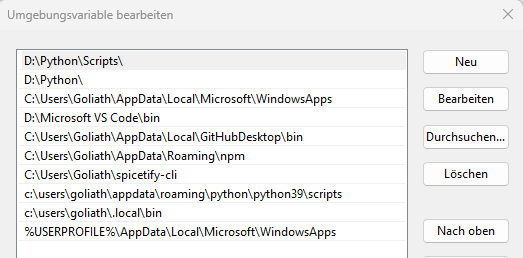 Umgebungsvariable bearbeiten
D:\Python\Scripts\
Neu
D:\Python\
C:\Users\Goliath\AppData\Local\Microsoft\WindowsApps
Bearbeiten
D:\Microsoft VS Code\bin
C:\Users\Goliath\AppData\Local\GitHubDesktop\bin
Durchsuchen...
C:\Users\Goliath\AppData\Roaming\npm
C:\Users\Goliath\spicetify-cli
Löschen
c:\users\goliath\appdata\roaming\python\python39\scripts
c:\users\goliath\.local\bin
%USERPROFILE%\AppData\Local\Microsoft\WindowsApps
Nach oben